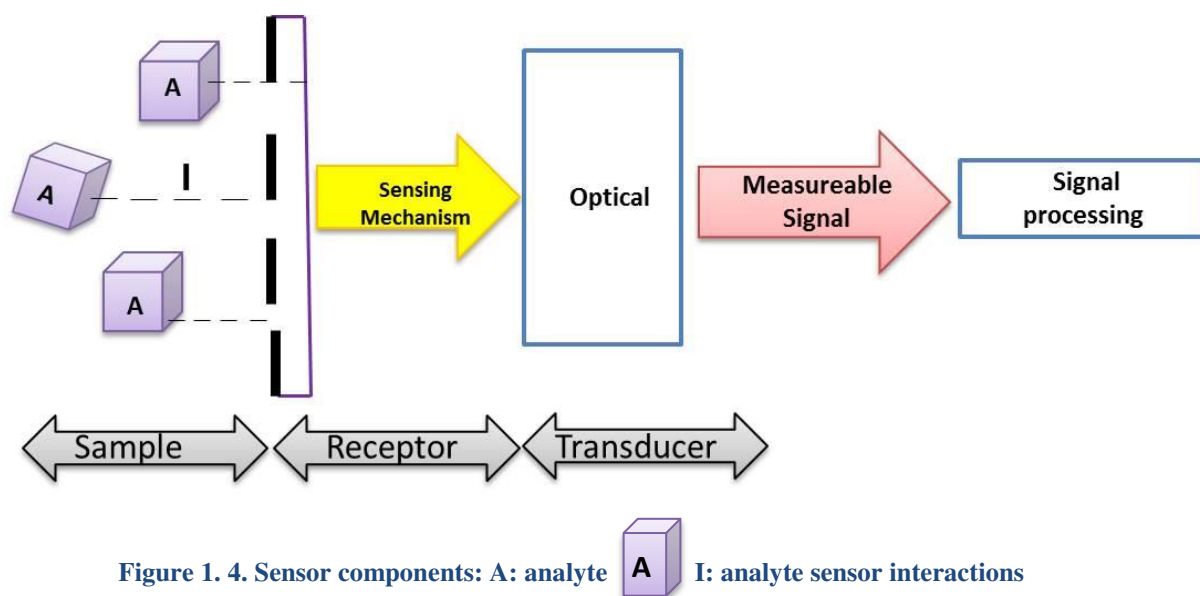 A
A
I
A
Sensing
Mechanism
Optical
Measureable
Signal
Signal
processing
Sample
Receptor
Transducer
Figure 1. 4. Sensor components: A: analyte A I: analyte sensor interactions